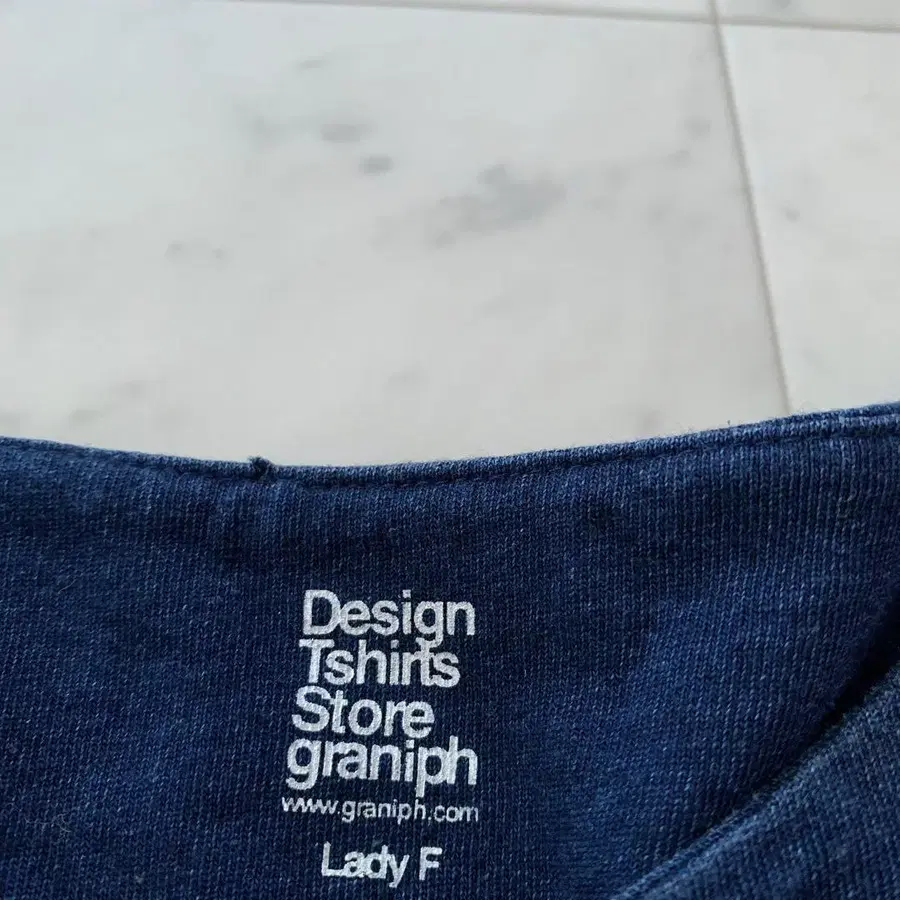 Design
Tshirts
Store
graniph
www.graniph.com
Lady F